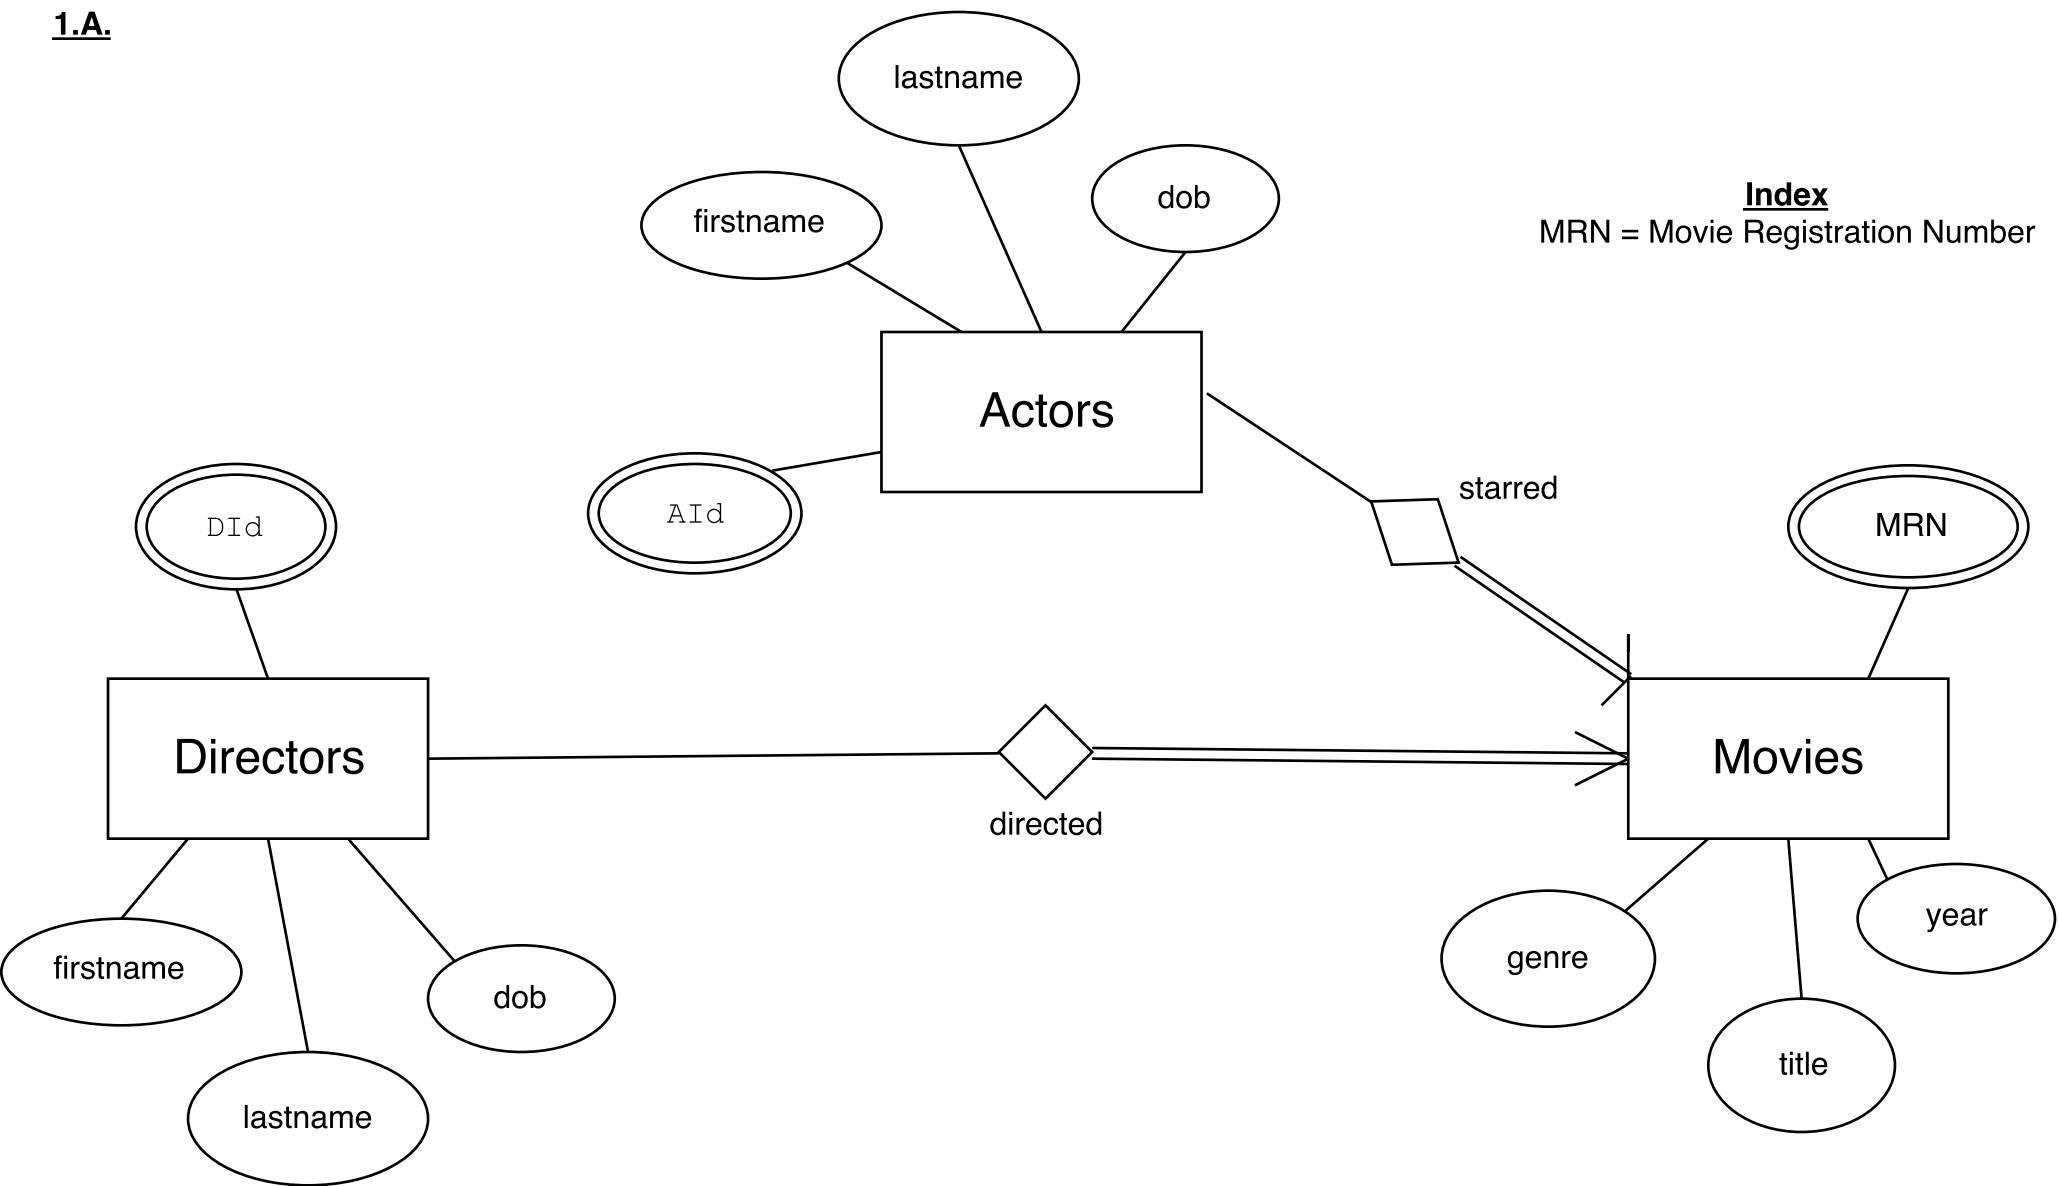 1.A.
lastname
firstname
dob
Index
MRN = Movie Registration Number
Actors
starred
AId
DId
MRN
Directors
Movies
directed
firstname
dob
lastname
genre
year
title